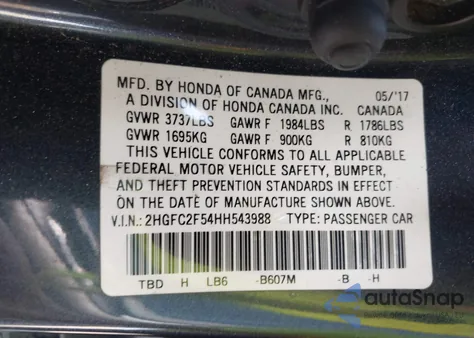 MFD. BY HONDA OF CANADA MFG., 05/'17
A DIVISION OF HONDA CANADA INC. CANADA
GVWR 3737LBS GAWR F 1984LBS R 1786LBS
GVWR 1695KG GAWR F 900KG R 810KG
THIS VEHICLE CONFORMS TO ALL APPLICABLE
FEDERAL MOTOR VEHICLE SAFETY, BUMPER,
AND THEFT PREVENTION STANDARDS IN EFFECT
ON THE DATE OF MANUFACTURE SHOWN ABOVE.
V.I.N.: 2HGFC2F54HH543988 TYPE: PASSENGER CAR
TBD H LB6 -B607M -B -H
autoSnap